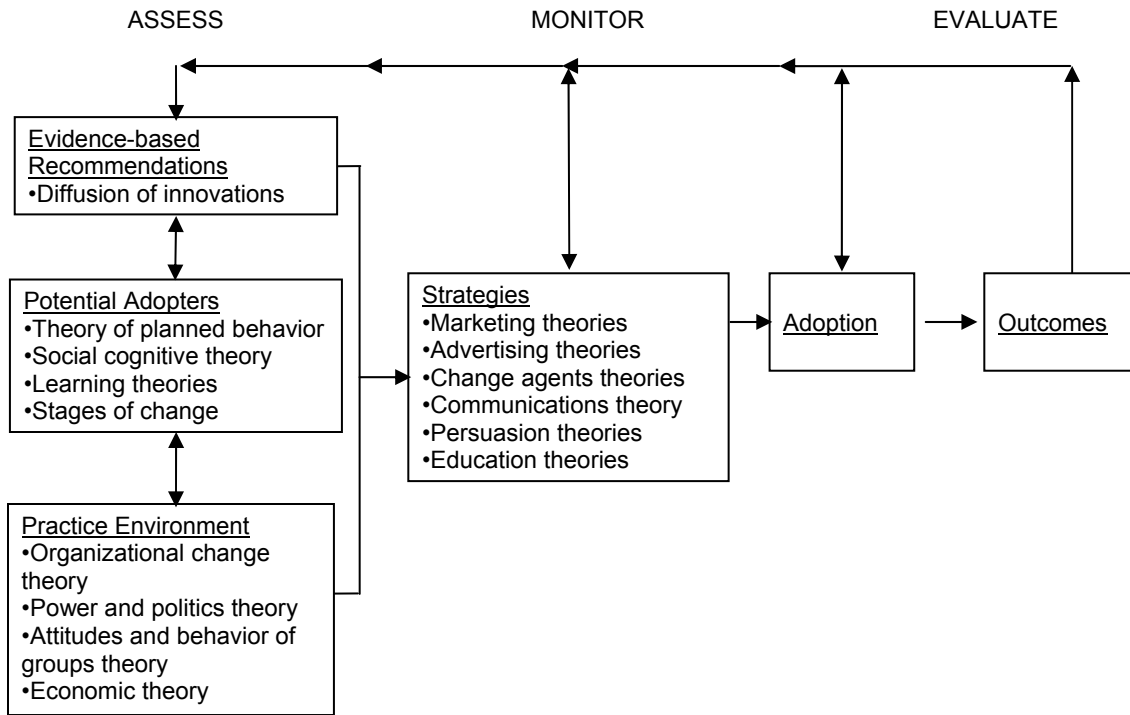 ASSESS MONITOR EVALUATE
Evidence-based
Recommendations
•Diffusion of innovations
Potential Adopters
•Theory of planned behavior
•Social cognitive theory
•Learning theories
•Stages of change
Practice Environment
•Organizational change
theory
•Power and politics theory
•Attitudes and behavior of
groups theory
•Economic theory
Strategies
•Marketing theories
•Advertising theories
•Change agents theories
•Communications theory
•Persuasion theories
•Education theories
Adoption
Outcomes